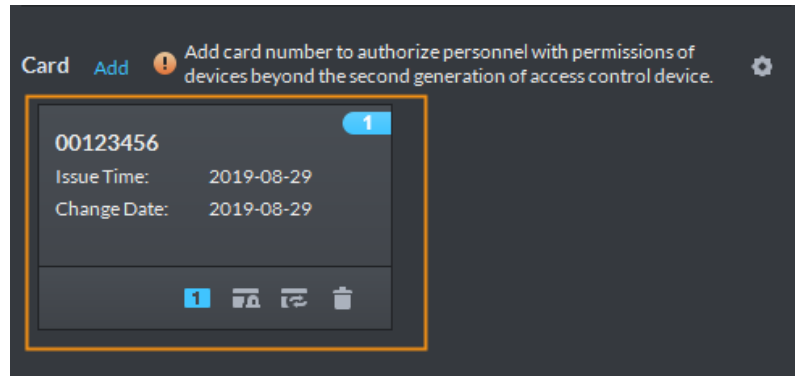 Card Add ! Add card number to authorize personnel with permissions of
devices beyond the second generation of access control device.
1
00123456
Issue Time: 2019-08-29
Change Date: 2019-08-29
1